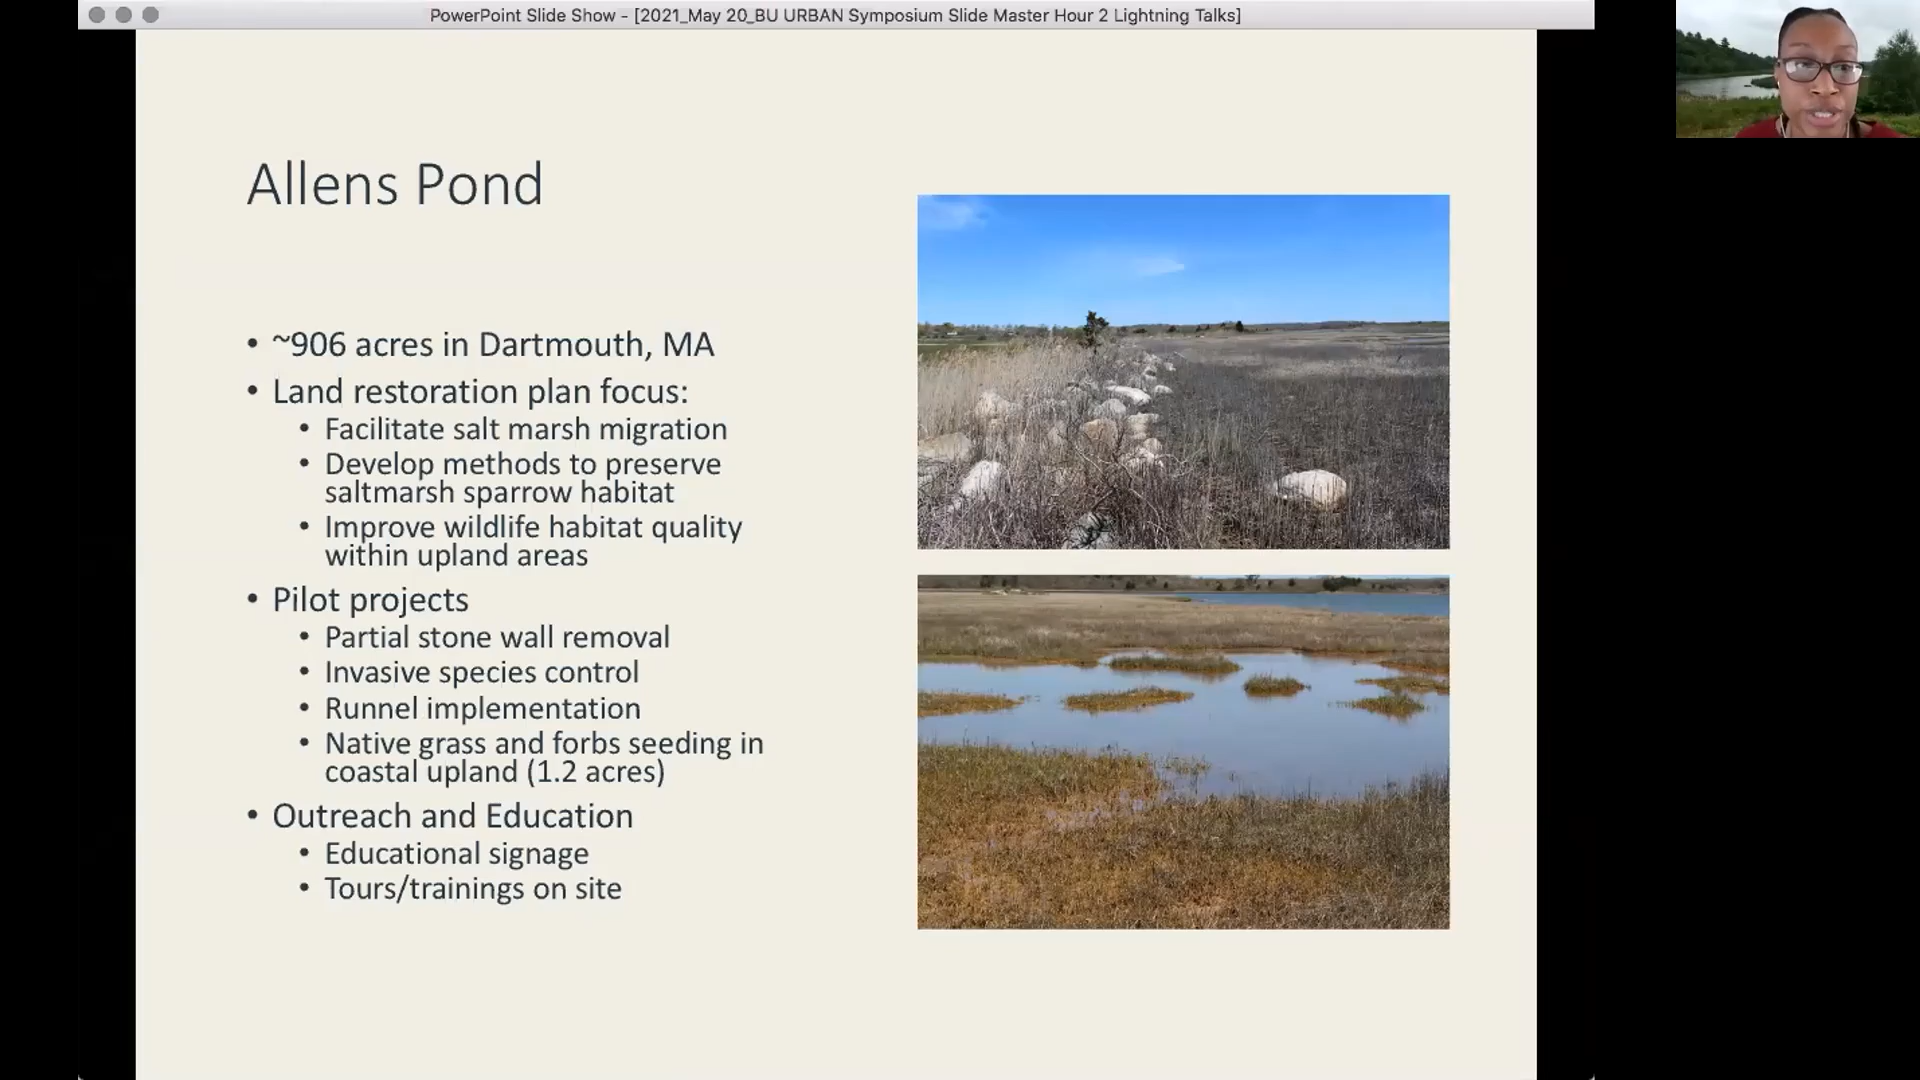 PowerPoint Slide Show - [2021_May 20_BU URBAN Symposium Slide Master Hour 2 Lightning Talks]
Allens Pond
• ~906 acres in Dartmouth, MA
• Land restoration plan focus:
• Facilitate salt marsh migration
• Develop methods to preserve
saltmarsh sparrow habitat
• Improve wildlife habitat quality
within upland areas
• Pilot projects
• Partial stone wall removal
• Invasive species control
• Runnel implementation
• Native grass and forbs seeding in
coastal upland (1.2 acres)
• Outreach and Education
• Educational signage
• Tours/trainings on site